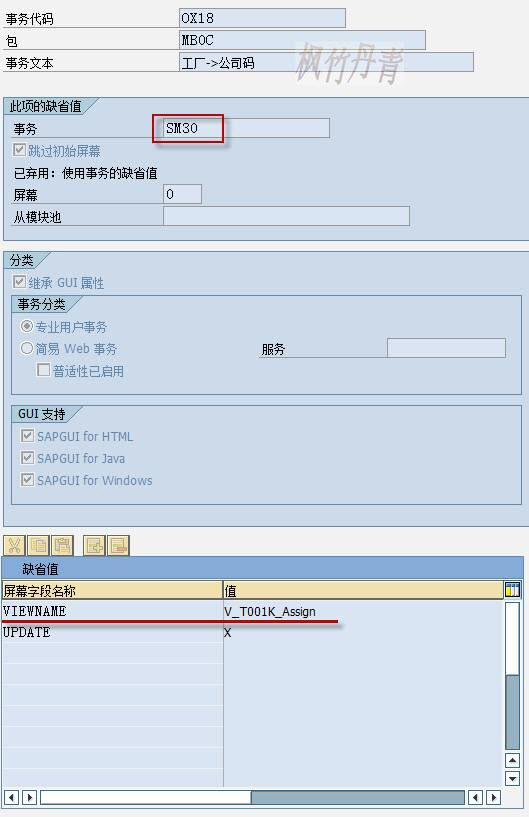 事务代码 OX18
包 MB0C
事务文本 工厂->公司码
枫竹丹青
此项的缺省值
事务 SM30
跳过初始屏幕
已弃用: 使用事务的缺省值
屏幕 0
从模块池
分类
继承 GUI 属性
事务分类
专业用户事务
简易 Web 事务 服务
普适性已启用
GUI 支持
SAPGUI for HTML
SAPGUI for Java
SAPGUI for Windows
缺省值
屏幕字段名称 值
VIEWNAME V_T001K_Assign
UPDATE X